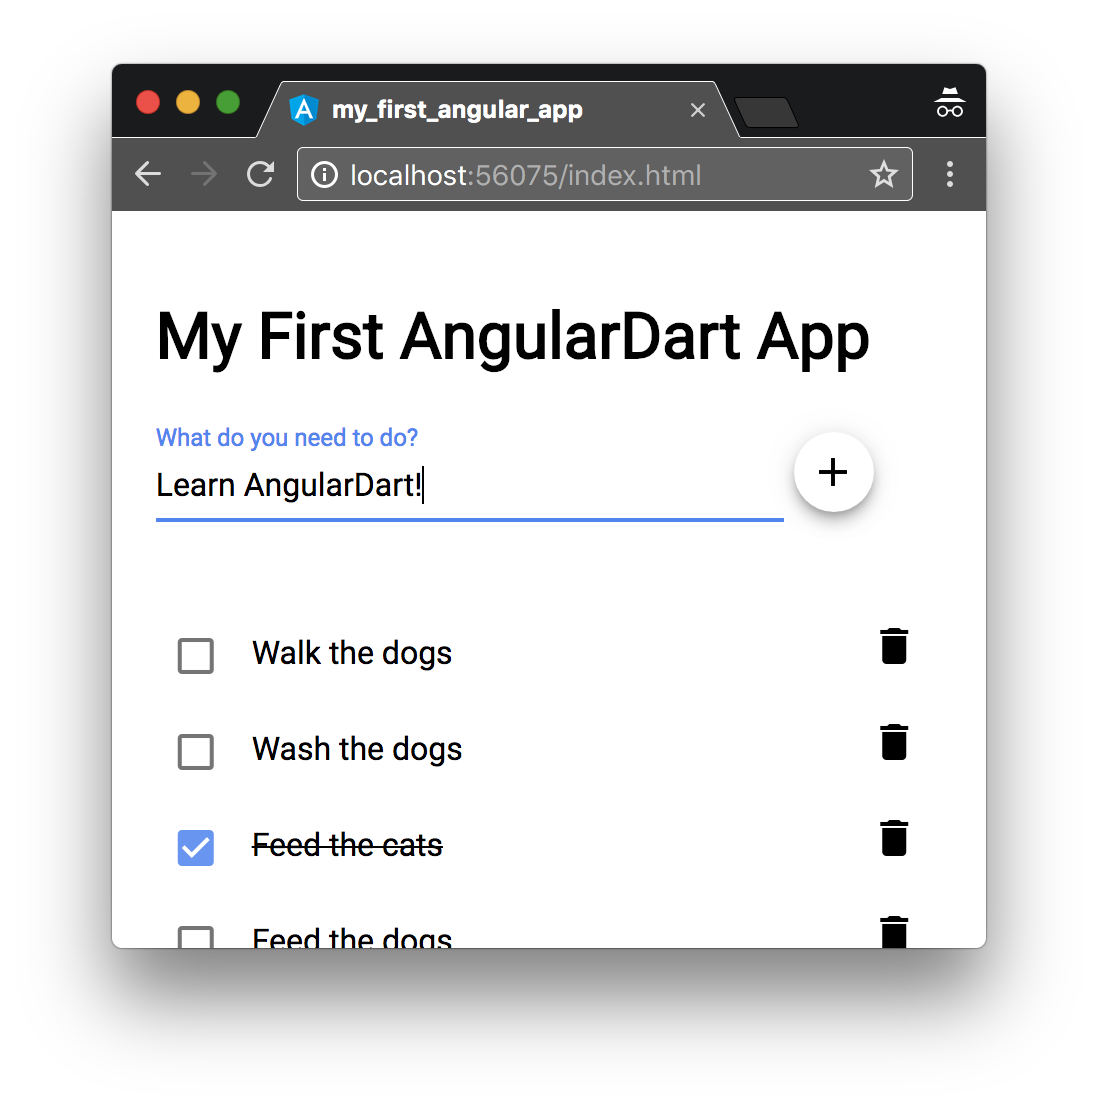 my_first_angular_app
localhost:56075/index.html
My First AngularDart App
What do you need to do?
Learn AngularDart!
Walk the dogs
Wash the dogs
Feed the cats
Feed the dogs